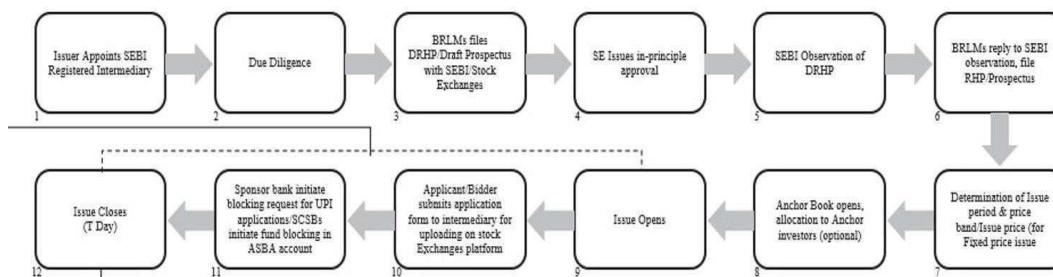 Issuer Appoints SEBI
Registered Intermediary
1
Due Diligence
2
BRLMs files
DRHP/Draft Prospectus
with SEBI/Stock
Exchanges
3
SE Issues in-principle
approval
4
SEBI Observation of
DRHP
5
BRLMs reply to SEBI
observation, file
RHP/Prospectus
6
Determination of Issue
period & price
band/Issue price (for
Fixed price issue
7
Anchor Book opens,
allocation to Anchor
investors (optional)
8
Issue Opens
9
Applicant/Bidder
submits application
form to intermediary for
uploading on stock
Exchanges platform
10
Sponsor bank initiate
blocking request for UPI
applications/SCSBs
initiate fund blocking in
ASBA account
11
Issue Closes
(T Day)
12